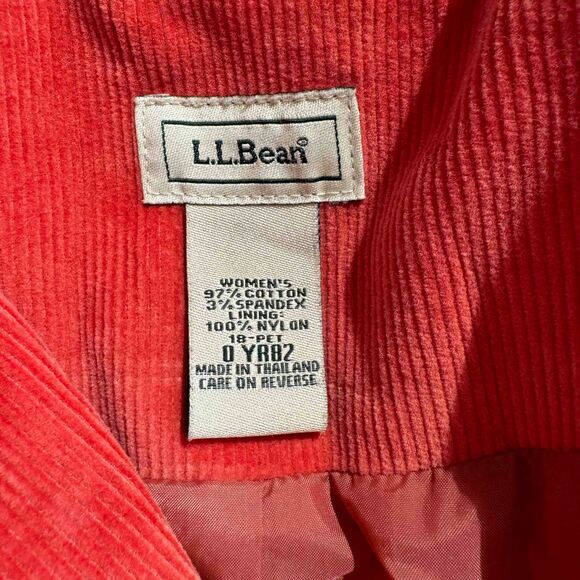 L.L.Bean®
WOMEN'S
97% COTTON
3% SPANDEX
LINING:
100% NYLON
18-PET
0 YR82
MADE IN THAILAND
CARE ON REVERSE